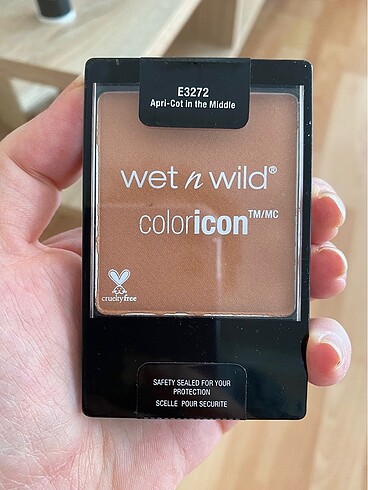 E3272
Apri-Cot in the Middle
wet n wild®
coloricon™/MC
crueltyfree
SAFETY SEALED FOR YOUR
PROTECTION
SCELLE POUR SECURITE